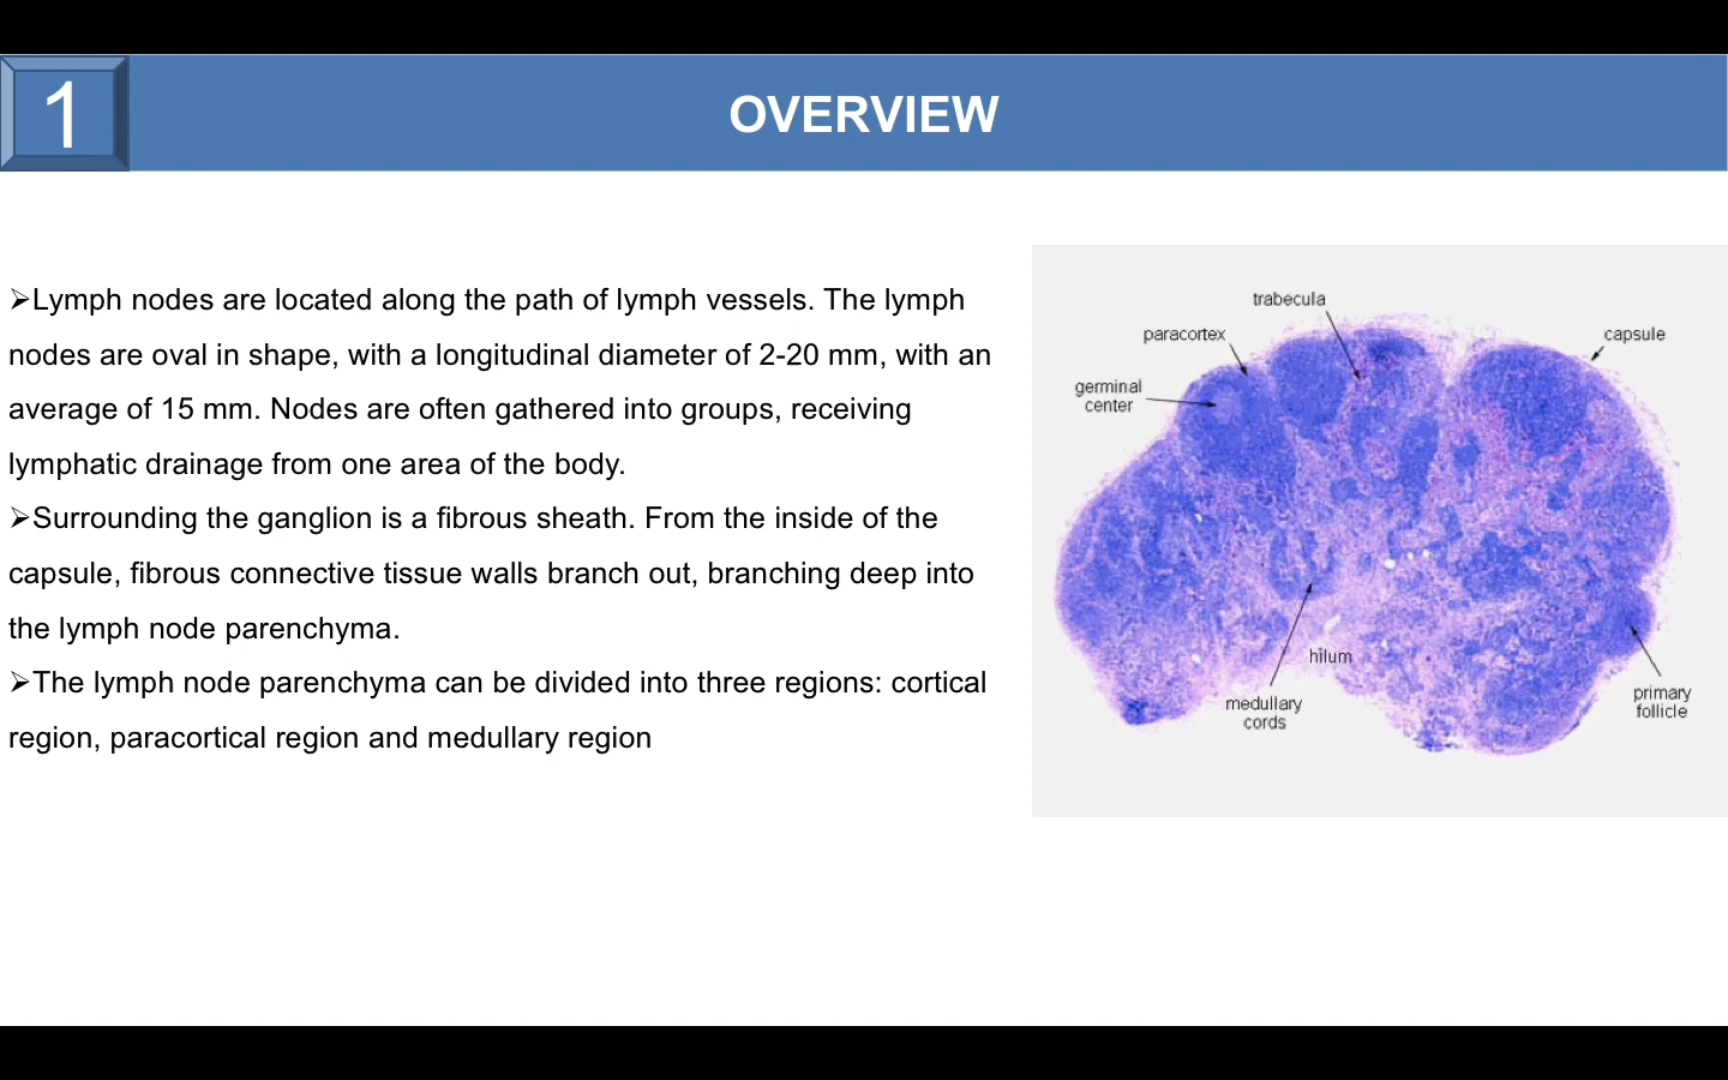 1
OVERVIEW
➢Lymph nodes are located along the path of lymph vessels. The lymph
nodes are oval in shape, with a longitudinal diameter of 2-20 mm, with an
average of 15 mm. Nodes are often gathered into groups, receiving
lymphatic drainage from one area of the body.
➢Surrounding the ganglion is a fibrous sheath. From the inside of the
capsule, fibrous connective tissue walls branch out, branching deep into
the lymph node parenchyma.
➢The lymph node parenchyma can be divided into three regions: cortical
region, paracortical region and medullary region
trabecula
paracortex
capsule
germinal
center
hilum
medullary
cords
primary
follicle